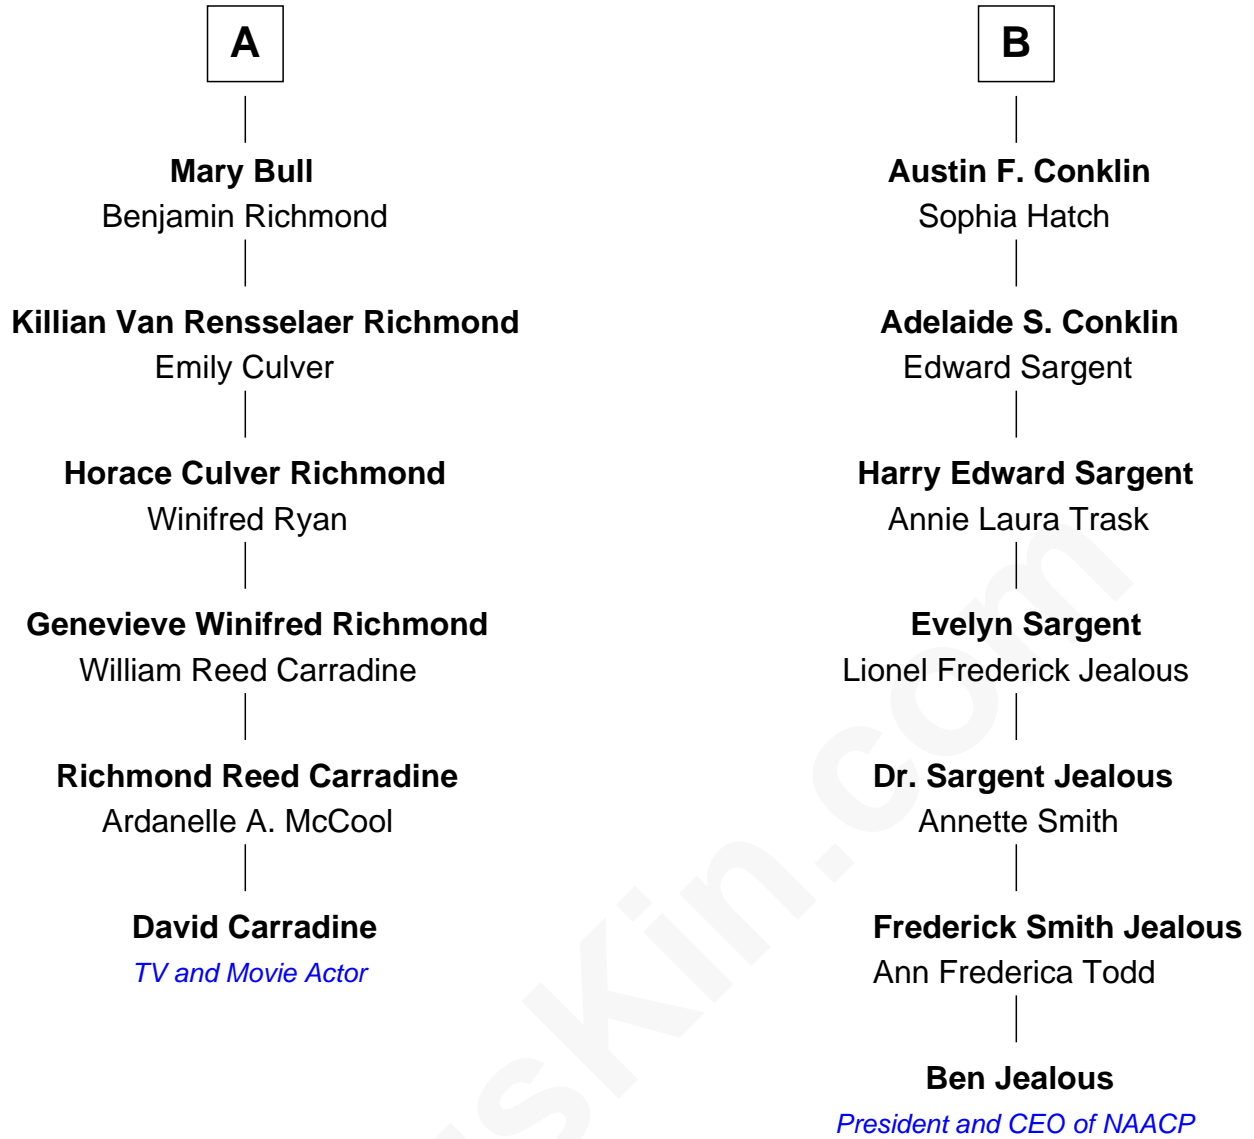 A
Mary Bull
Benjamin Richmond
Killian Van Rensselaer Richmond
Emily Culver
Horace Culver Richmond
Winifred Ryan
Genevieve Winifred Richmond
William Reed Carradine
Richmond Reed Carradine
Ardanelle A. McCool
David Carradine
TV and Movie Actor
B
Austin F. Conklin
Sophia Hatch
Adelaide S. Conklin
Edward Sargent
Harry Edward Sargent
Annie Laura Trask
Evelyn Sargent
Lionel Frederick Jealous
Dr. Sargent Jealous
Annette Smith
Frederick Smith Jealous
Ann Frederica Todd
Ben Jealous
President and CEO of NAACP